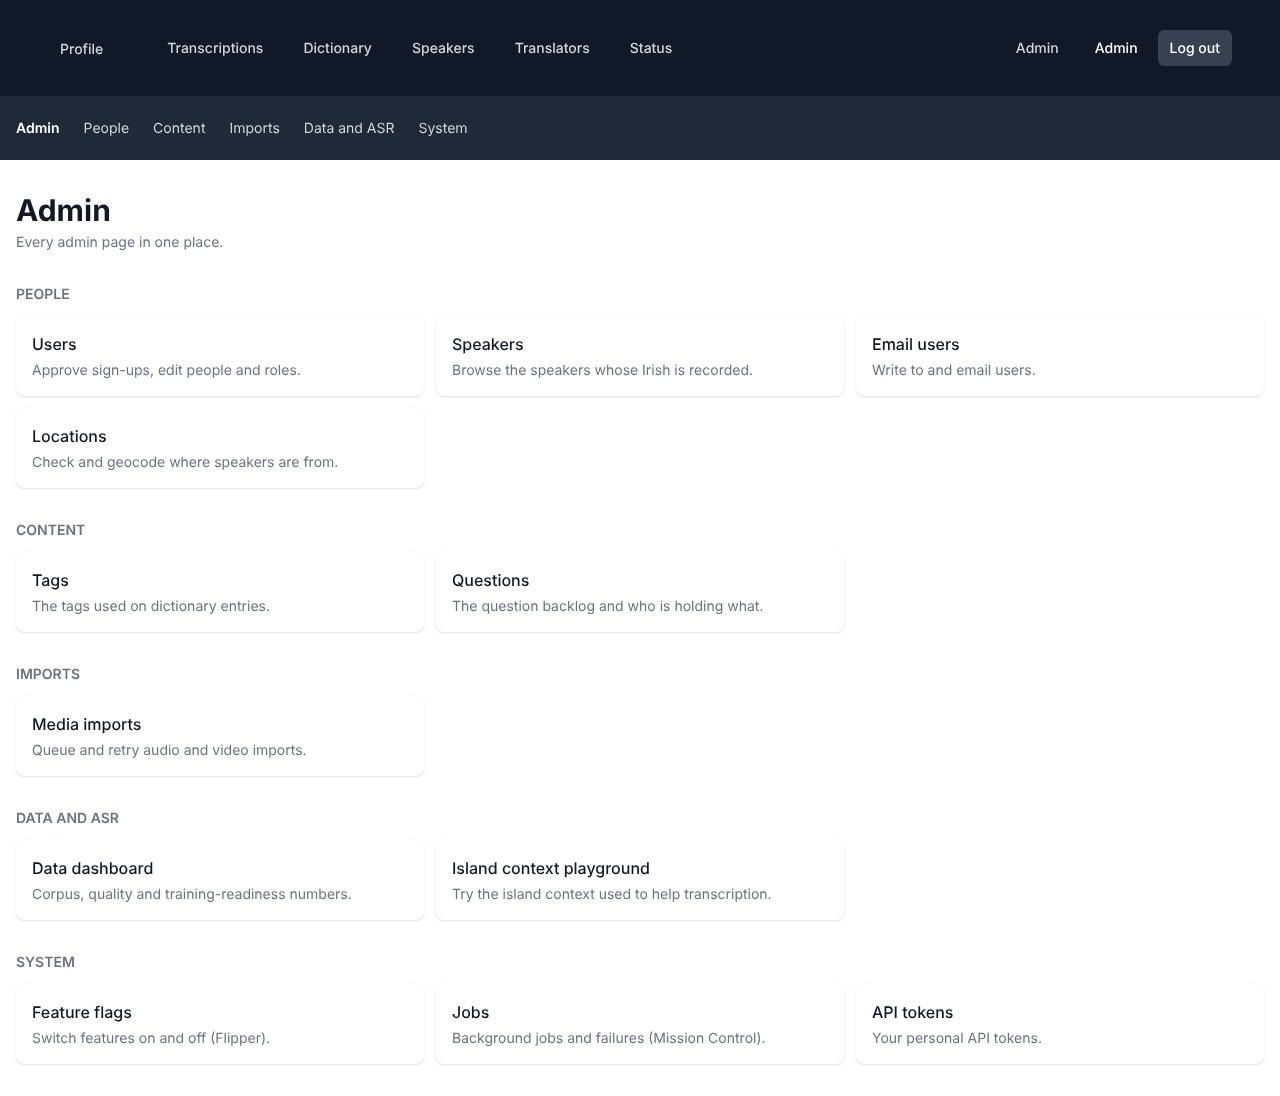 Profile Transcriptions Dictionary Speakers Translators Status Admin Admin Log out
Admin People Content Imports Data and ASR System
Admin
Every admin page in one place.
PEOPLE
Users
Approve sign-ups, edit people and roles.
Speakers
Browse the speakers whose Irish is recorded.
Email users
Write to and email users.
Locations
Check and geocode where speakers are from.
CONTENT
Tags
The tags used on dictionary entries.
Questions
The question backlog and who is holding what.
IMPORTS
Media imports
Queue and retry audio and video imports.
DATA AND ASR
Data dashboard
Corpus, quality and training-readiness numbers.
Island context playground
Try the island context used to help transcription.
SYSTEM
Feature flags
Switch features on and off (Flipper).
Jobs
Background jobs and failures (Mission Control).
API tokens
Your personal API tokens.